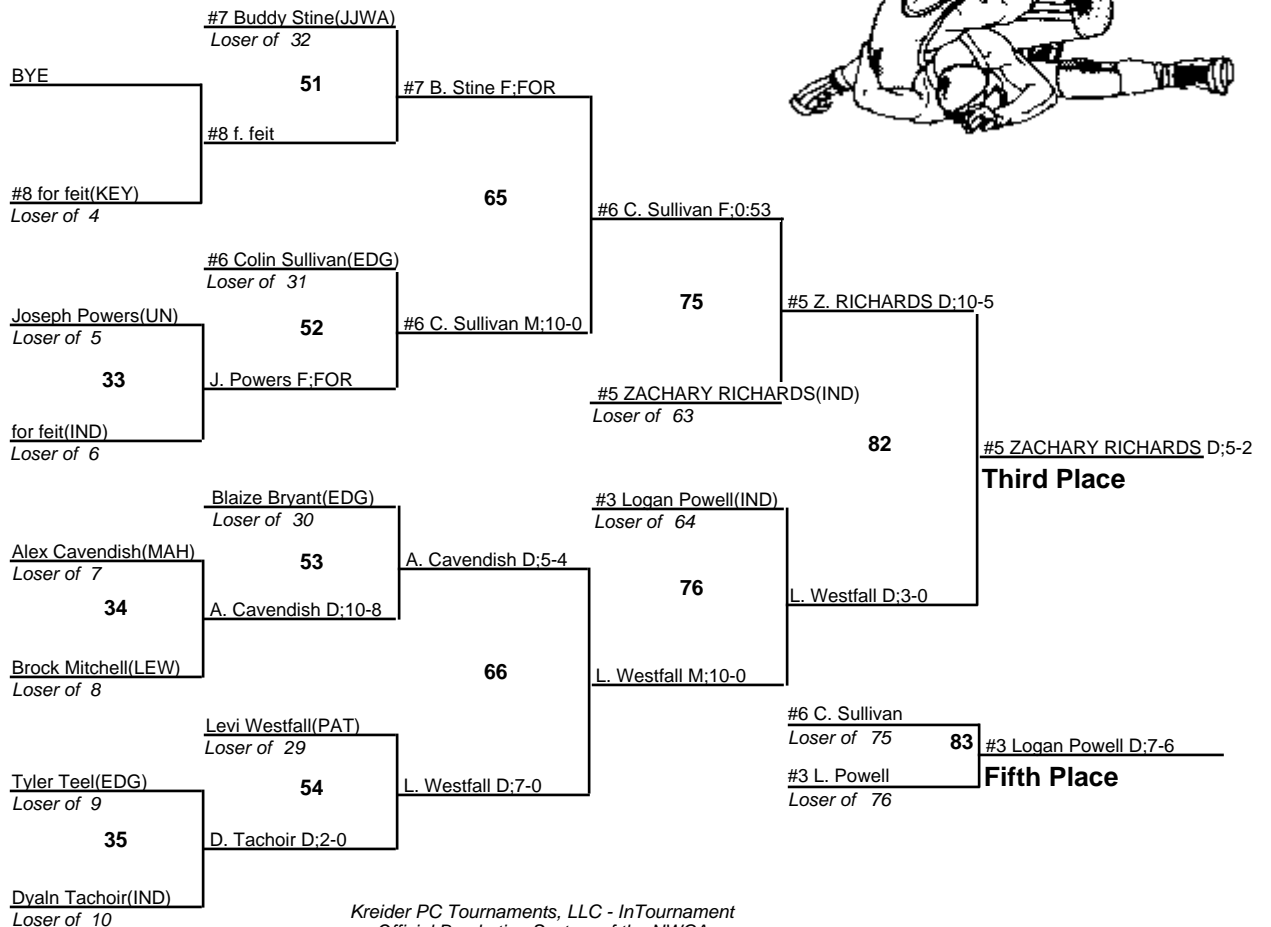 #7 Buddy Stine(JJWA)
Loser of 32
BYE
51
#7 B. Stine F;FOR
#8 f. feit
#8 for feit(KEY)
Loser of 4
65
#6 C. Sullivan F;0:53
#6 Colin Sullivan(EDG)
Loser of 31
Joseph Powers(UN)
Loser of 5
52
#6 C. Sullivan M;10-0
75
#5 Z. RICHARDS D;10-5
33
J. Powers F;FOR
#5 ZACHARY RICHARDS(IND)
Loser of 63
for feit(IND)
Loser of 6
82
#5 ZACHARY RICHARDS D;5-2
Third Place
Blaize Bryant(EDG)
Loser of 30
#3 Logan Powell(IND)
Loser of 64
Alex Cavendish(MAH)
Loser of 7
53
A. Cavendish D;5-4
76
L. Westfall D;3-0
34
A. Cavendish D;10-8
Brock Mitchell(LEW)
Loser of 8
66
L. Westfall M;10-0
Levi Westfall(PAT)
Loser of 29
#6 C. Sullivan
Loser of 75
83
#3 Logan Powell D;7-6
Fifth Place
#3 L. Powell
Loser of 76
Tyler Teel(EDG)
Loser of 9
54
L. Westfall D;7-0
35
D. Tachoir D;2-0
Dyaln Tachoir(IND)
Loser of 10
Kreider PC Tournaments, LLC - InTournament